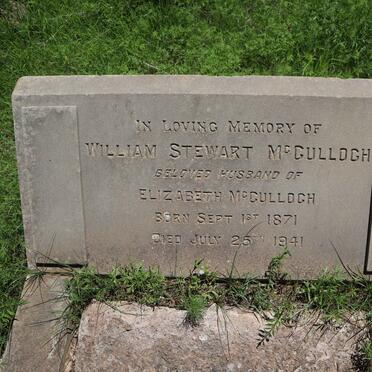 IN LOVING MEMORY OF
WILLIAM STEWART McCULLOCH
BELOVED HUSBAND OF
ELIZABETH McCULLOCH
BORN SEPT 1ST 1871
DIED JULY 25TH 1941